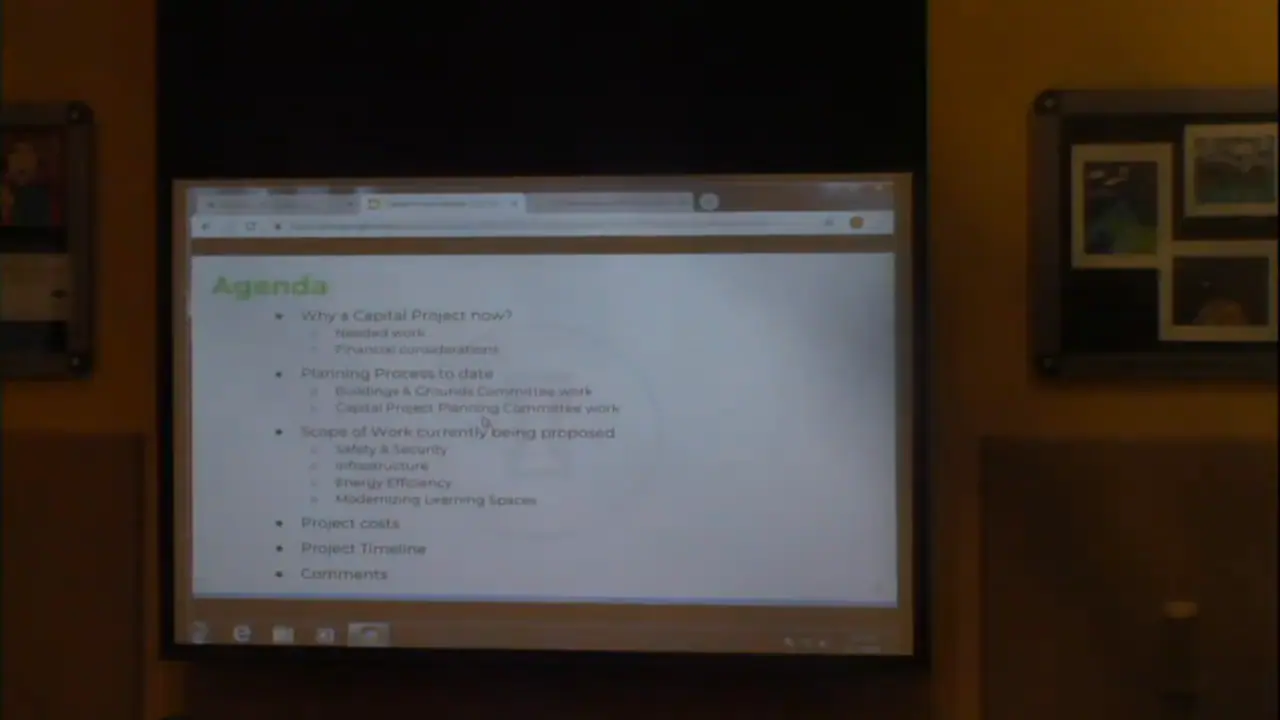 Agenda
Why a Capital Project now?
Needed work
Financial considerations
Planning Process to date
Buildings & Grounds Committee work
Capital Project Planning Committee work
Scope of Work currently being proposed
Safety & Security
Infrastructure
Energy Efficiency
Modernizing Learning Spaces
Project costs
Project Timeline
Comments